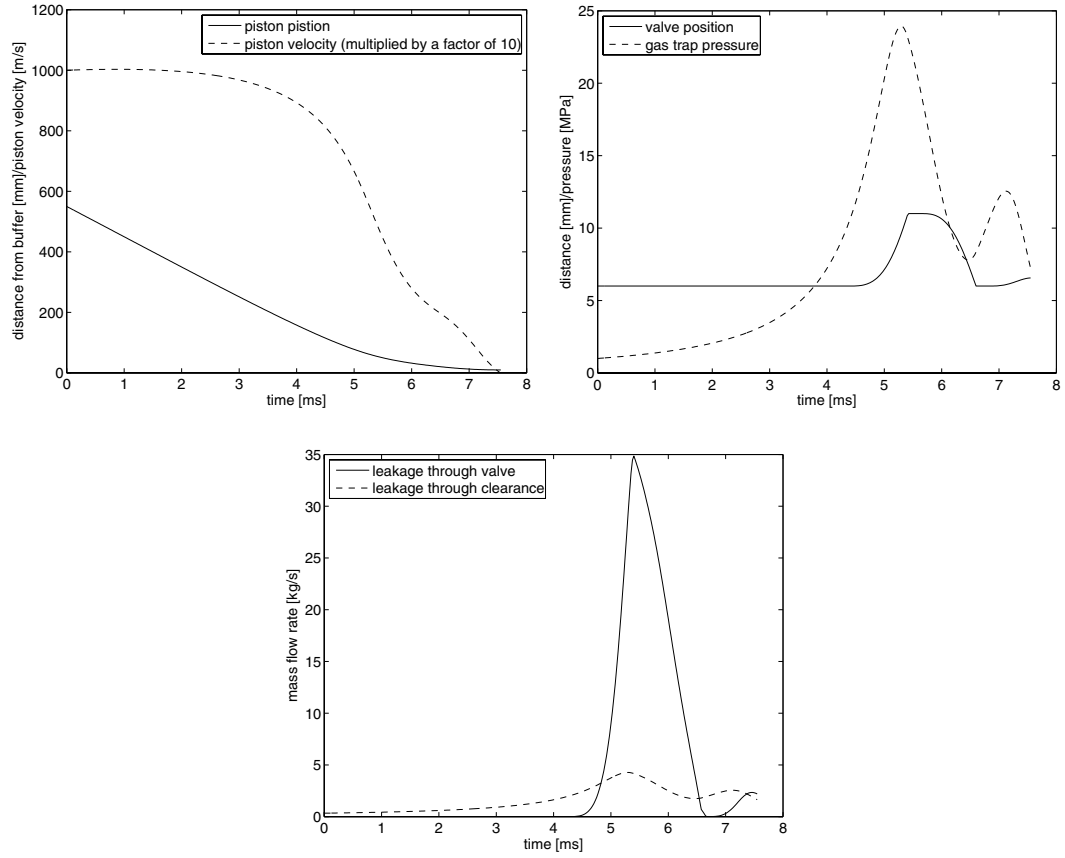 1200
1000
800
600
400
200
0
distance from buffer [mm]/piston velocity [m/s]
piston pistion
piston velocity (multiplied by a factor of 10)
0 1 2 3 4 5 6 7 8
time [ms]
25
20
15
10
5
0
distance [mm]/pressure [MPa]
valve position
gas trap pressure
0 1 2 3 4 5 6 7 8
time [ms]
35
30
25
20
15
10
5
0
mass flow rate [kg/s]
leakage through valve
leakage through clearance
0 1 2 3 4 5 6 7 8
time [ms]